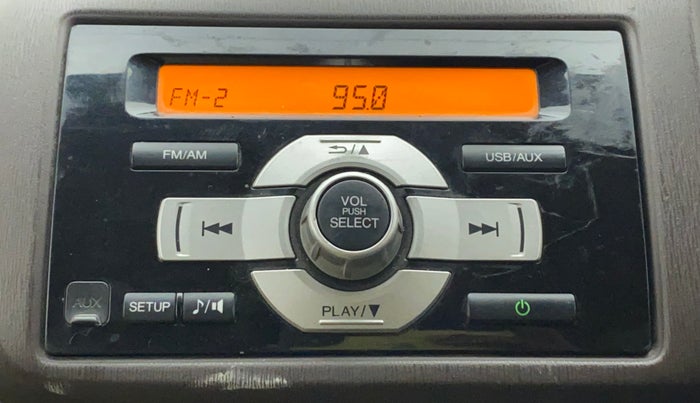 FM-2 95.0
FM/AM
USB/AUX
VOL
PUSH
SELECT
AUX
SETUP
PLAY/▼